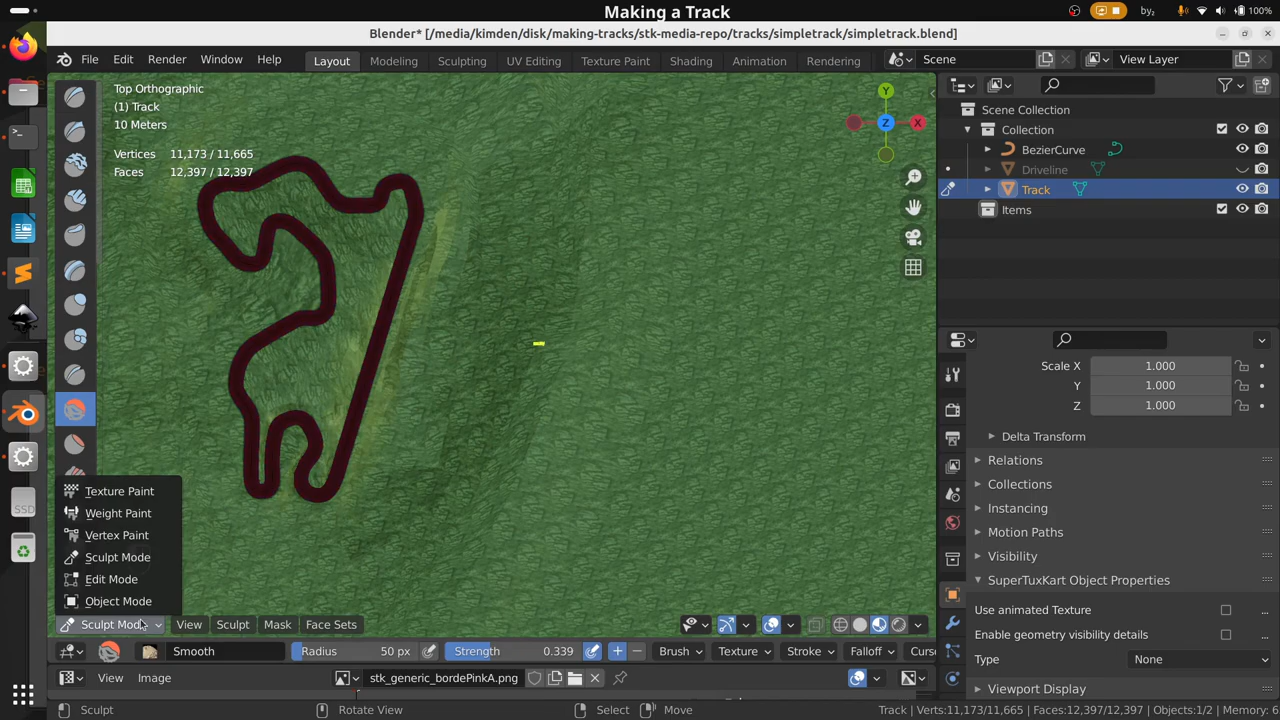 Making a Track
by₂
100%
Blender* [/media/kimden/disk/making-tracks/stk-media-repo/tracks/simpletrack/simpletrack.blend]
File Edit Render Window Help Layout Modeling Sculpting UV Editing Texture Paint Shading Animation Rendering Scene View Layer
Top Orthographic
(1) Track
10 Meters
Vertices 11,173 / 11,665
Faces 12,397 / 12,397
Y
X
Z
Scene Collection
Collection
BezierCurve
Driveline
Track
Items
Scale X 1.000
Y 1.000
Z 1.000
Delta Transform
Relations
Collections
Instancing
Motion Paths
Visibility
SuperTuxKart Object Properties
Use animated Texture ...
Enable geometry visibility details ...
Type None
Viewport Display
Texture Paint
Weight Paint
Vertex Paint
Sculpt Mode
Edit Mode
Object Mode
Sculpt Mode View Sculpt Mask Face Sets
Smooth Radius 50 px Strength 0.339 Brush Texture Stroke Falloff Curs
View Image stk_generic_bordePinkA.png
Sculpt Rotate View Select Move Track | Verts:11,173/11,665 | Faces:12,397/12,397 | Objects:1/2 | Memory: 6
SSD